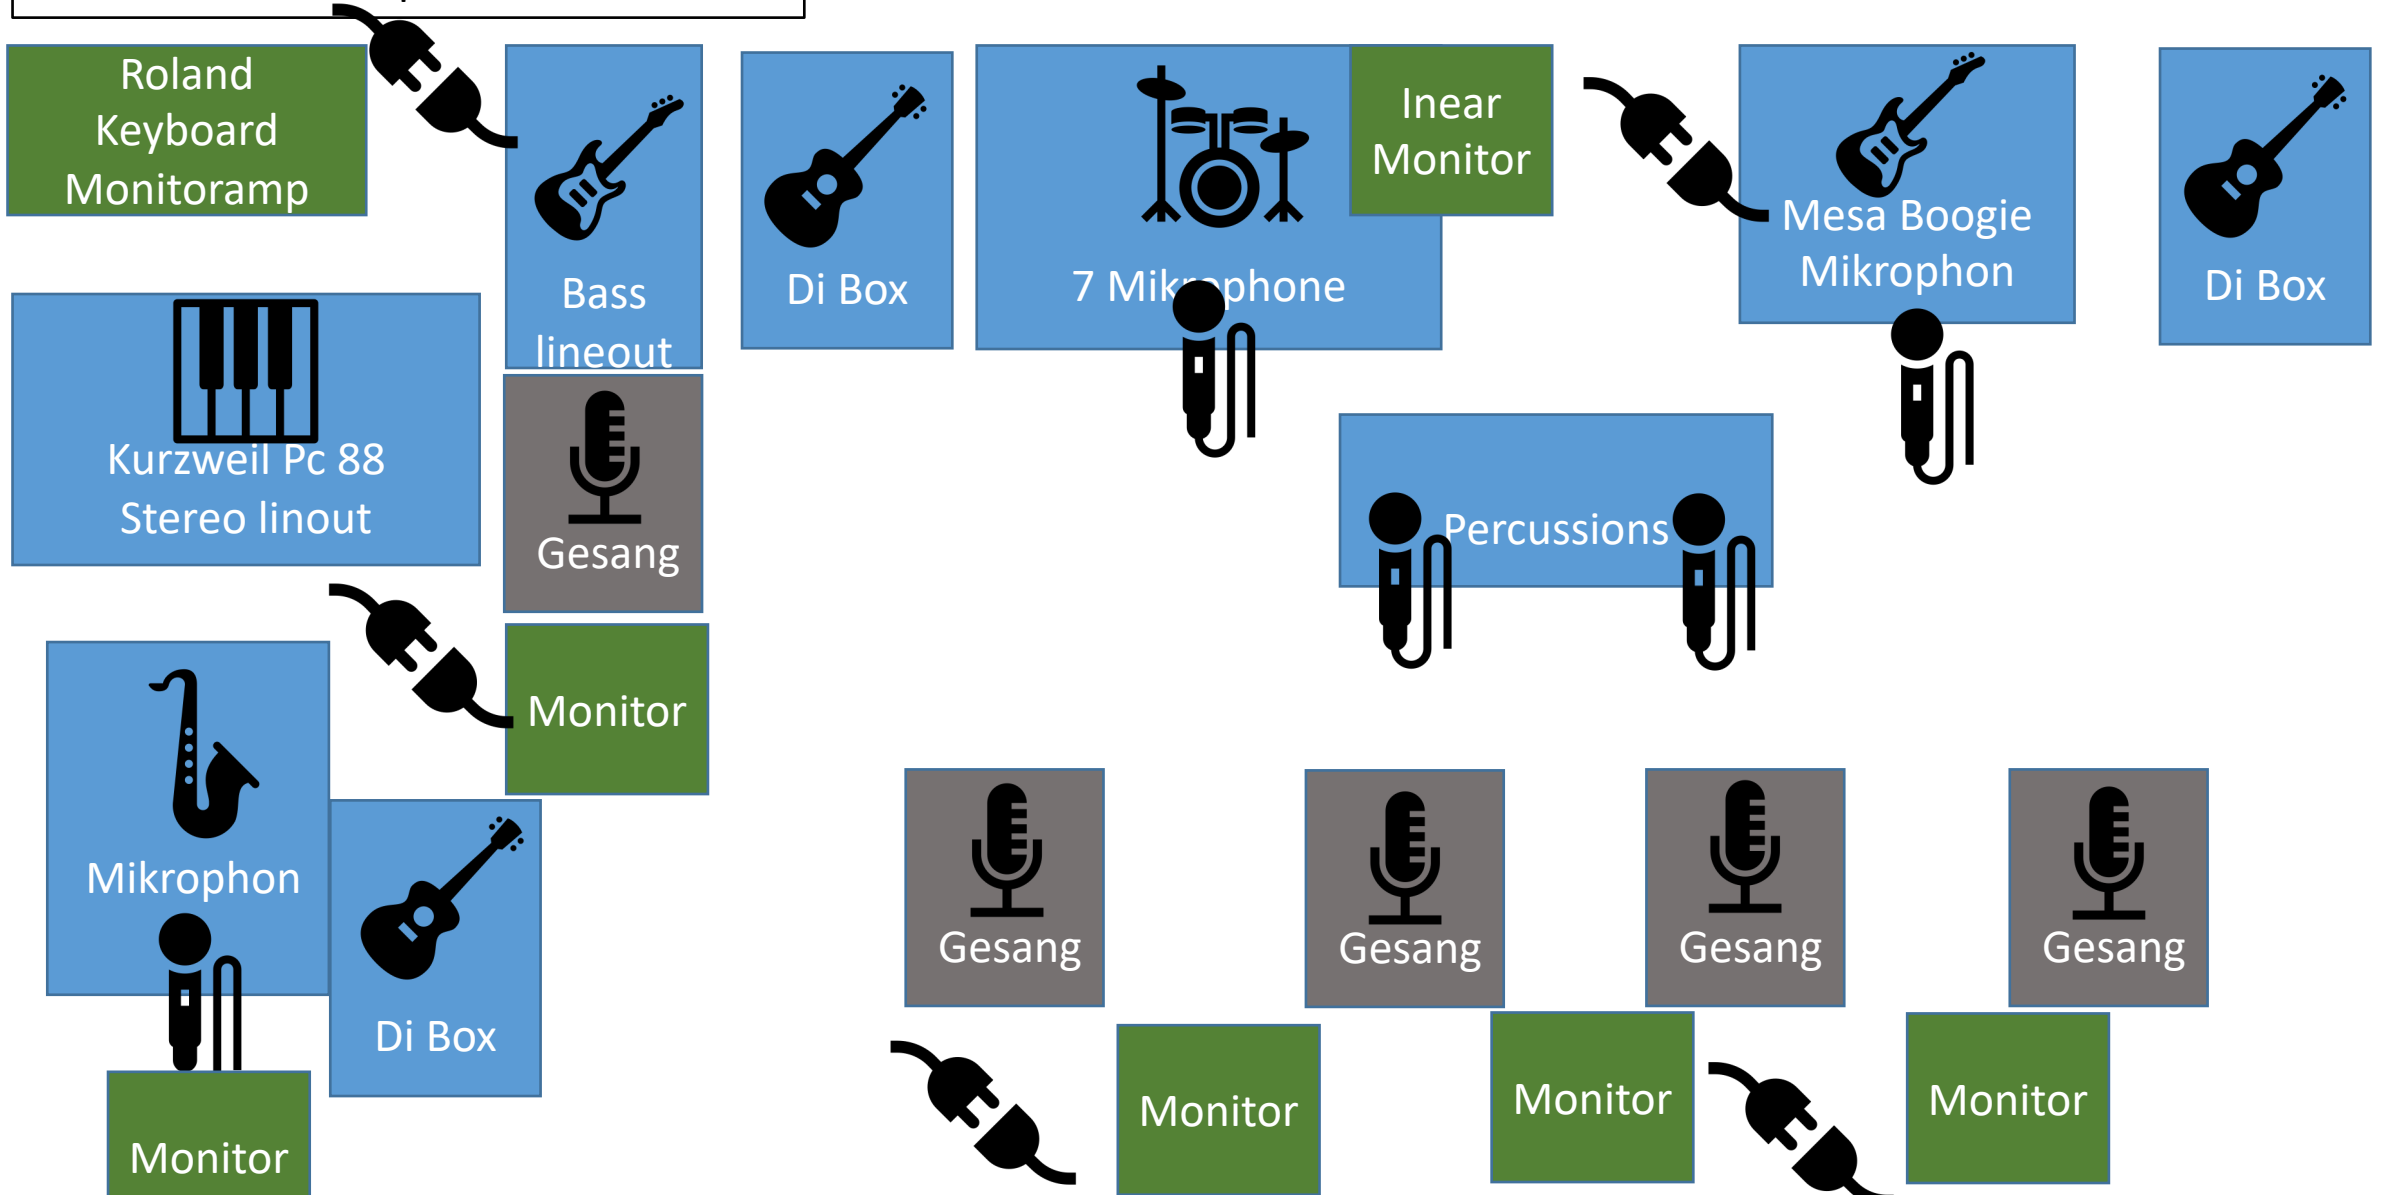 Roland
Keyboard
Monitoramp
Bass
lineout
Di Box
7 Mikrophone
Inear
Monitor
Mesa Boogie
Mikrophon
Di Box
Kurzweil Pc 88
Stereo linout
Gesang
Percussions
Monitor
Mikrophon
Di Box
Monitor
Gesang
Gesang
Gesang
Gesang
Monitor
Monitor
Monitor